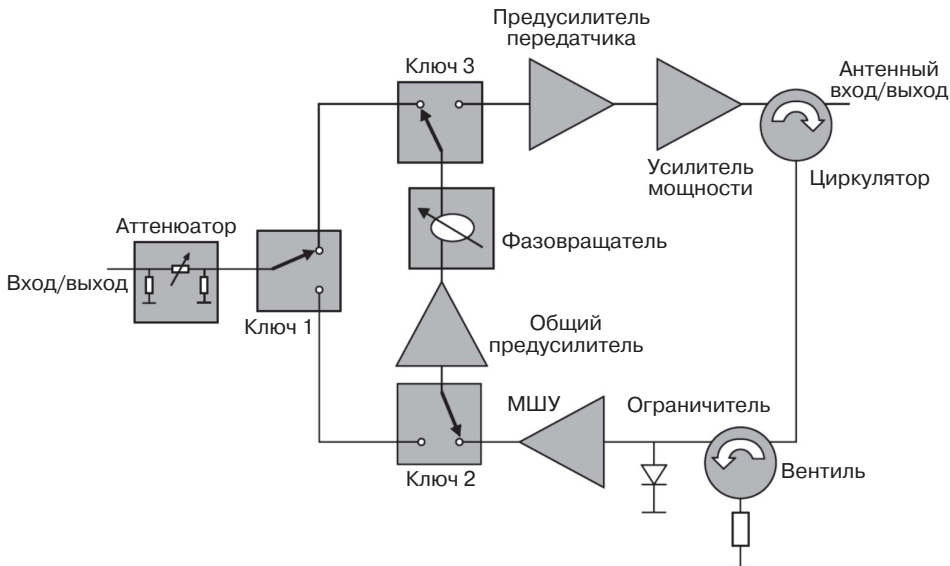 Предусилитель
передатчика
Ключ 3
Антенный
вход/выход
Усилитель
мощности
Циркулятор
Аттенюатор
Фазовращатель
Вход/выход
Ключ 1
Общий
предусилитель
МШУ
Ограничитель
Вентиль
Ключ 2